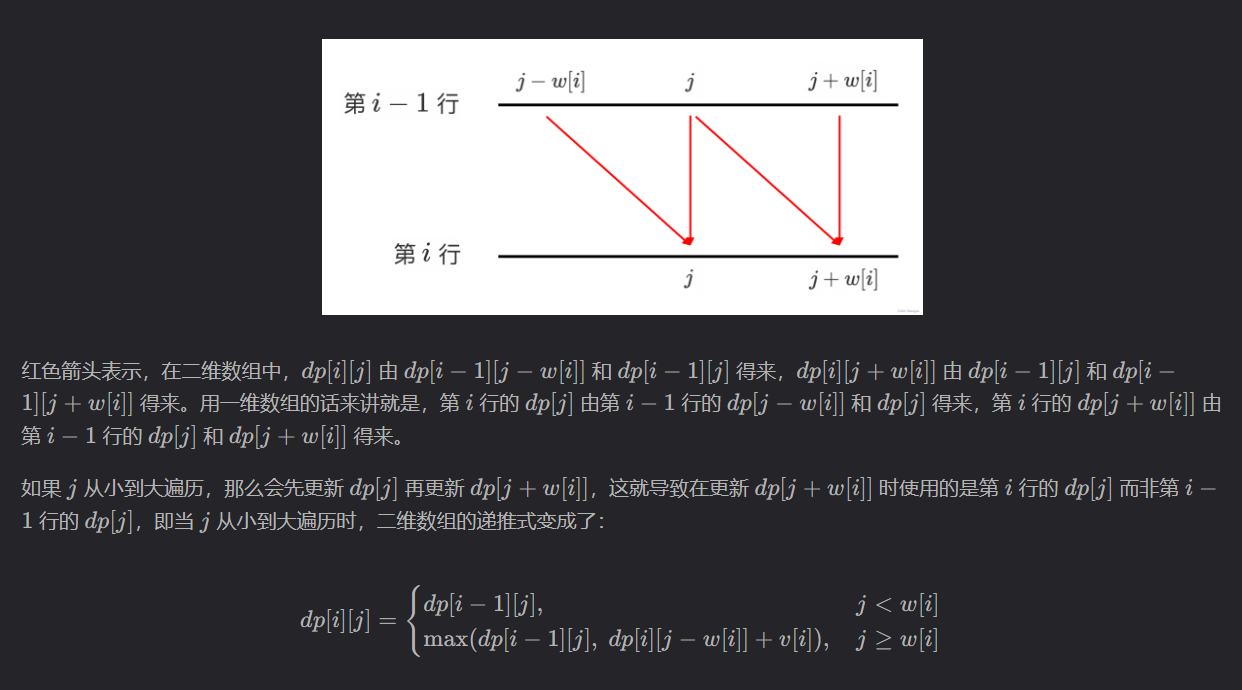 j − w[i] j j + w[i]
第 i − 1 行
第 i 行
j j + w[i]
红色箭头表示，在二维数组中，dp[i][j] 由 dp[i − 1][j − w[i]] 和 dp[i − 1][j] 得来，dp[i][j + w[i]] 由 dp[i − 1][j] 和 dp[i −
1][j + w[i]] 得来。用一维数组的话来讲就是，第 i 行的 dp[j] 由第 i − 1 行的 dp[j − w[i]] 和 dp[j] 得来，第 i 行的 dp[j + w[i]] 由
第 i − 1 行的 dp[j] 和 dp[j + w[i]] 得来。
如果 j 从小到大遍历，那么会先更新 dp[j] 再更新 dp[j + w[i]]，这就导致在更新 dp[j + w[i]] 时使用的是第 i 行的 dp[j] 而非第 i −
1 行的 dp[j]，即当 j 从小到大遍历时，二维数组的递推式变成了：
dp[i][j] = { dp[i − 1][j], j < w[i]
max(dp[i − 1][j], dp[i][j − w[i]] + v[i]), j ≥ w[i]